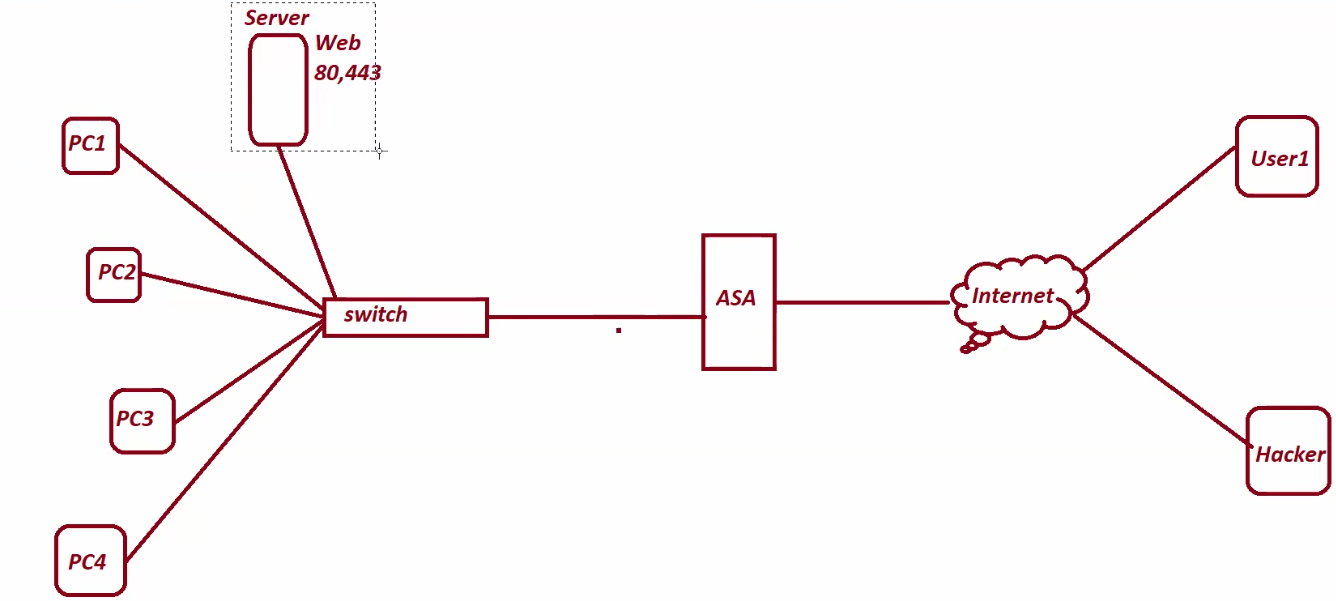 Server
Web
80,443
PC1
User1
PC2
ASA
Internet
switch
PC3
Hacker
PC4